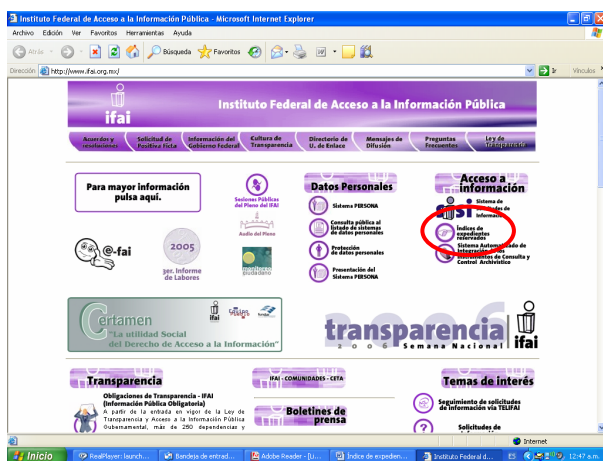 Instituto Federal de Acceso a la Información Pública - Microsoft Internet Explorer
Archivo Edición Ver Favoritos Herramientas Ayuda
Atrás Búsqueda Favoritos
Dirección http://www.ifai.org.mx/ Ir Vínculos
ifai
Instituto Federal de Acceso a la Información Pública
Acuerdos y resoluciones
Solicitud de Positiva Ficta
Información del Gobierno Federal
Cultura de Transparencia
Directorio de U. de Enlace
Mensajes de Difusión
Preguntas Frecuentes
Ley de Transparencia
Para mayor información
pulsa aquí.
@-fai
2005
3er. Informe
de Labores
Sesiones Públicas
del Pleno del IFAI
Audio del Pleno
ciudadano
Datos Personales
Sistema PERSONA
Consulta pública al
listado de sistemas
de datos personales
Protección
de datos personales
Presentación del
Sistema PERSONA
Acceso a
información
sisi
Sistema de
Solicitudes de
Información
Índices de
expedientes
reservados
Sistema Automatizado de
Integración de los
Instrumentos de Consulta y
Control Archivístico
Certamen
"La utilidad Social
del Derecho de Acceso a la Información"
ifai
transparencia
2 0 0 6 Semana Nacional
ifai
Transparencia
Obligaciones de Transparencia - IFAI
(Información Pública Obligatoria)
A partir de la entrada en vigor de la Ley de
Transparencia y Acceso a la Información Pública
Gubernamental, más de 250 dependencias y
IFAI - COMUNIDADES - CETA
Boletines de
prensa
Temas de interés
Seguimiento de solicitudes
de información vía TELIFAI
Solicitudes de
Internet
Inicio
RealPlayer: launch...
Bandeja de entrad...
Adobe Reader - [U...
Índice de expedien...
Instituto Federal d...
ES
12:47 a.m.